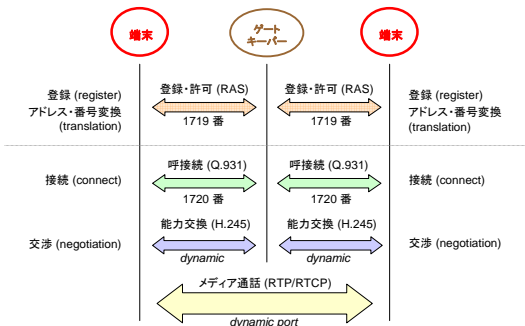 端末
ゲート
キーパー
端末
登録 (register)
アドレス・番号変換
(translation)
登録・許可 (RAS)
1719 番
登録・許可 (RAS)
1719 番
登録 (register)
アドレス・番号変換
(translation)
接続 (connect)
呼接続 (Q.931)
1720 番
呼接続 (Q.931)
1720 番
接続 (connect)
交渉 (negotiation)
能力交換 (H.245)
dynamic
能力交換 (H.245)
dynamic
交渉 (negotiation)
メディア通話 (RTP/RTCP)
dynamic port